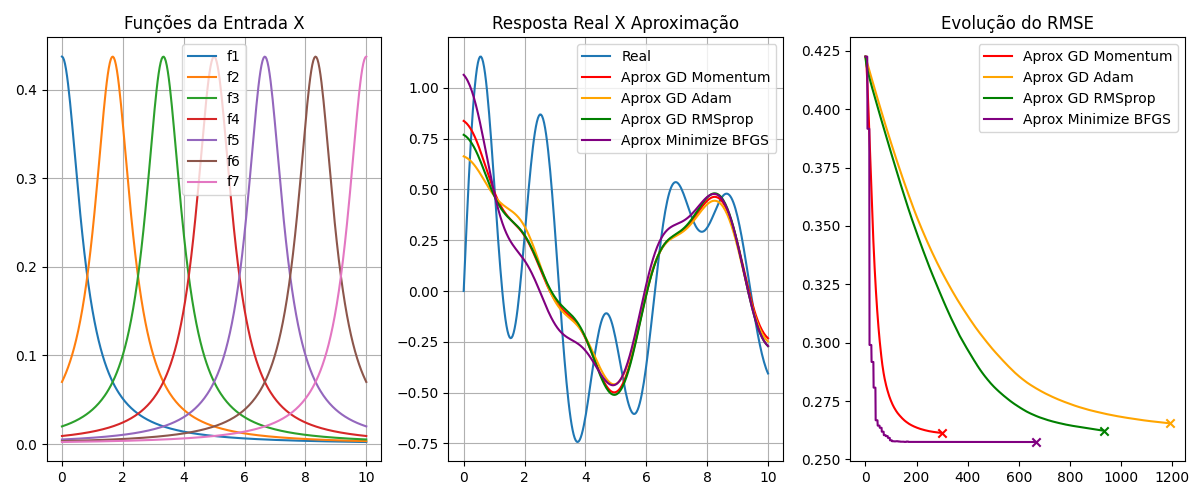 Funções da Entrada X
f1
f2
f3
f4
f5
f6
f7
0.4
0.3
0.2
0.1
0.0
0 2 4 6 8 10
Resposta Real X Aproximação
Real
Aprox GD Momentum
Aprox GD Adam
Aprox GD RMSprop
Aprox Minimize BFGS
1.00
0.75
0.50
0.25
0.00
−0.25
−0.50
−0.75
0 2 4 6 8 10
Evolução do RMSE
Aprox GD Momentum
Aprox GD Adam
Aprox GD RMSprop
Aprox Minimize BFGS
0.425
0.400
0.375
0.350
0.325
0.300
0.275
0.250
0 200 400 600 800 1000 1200